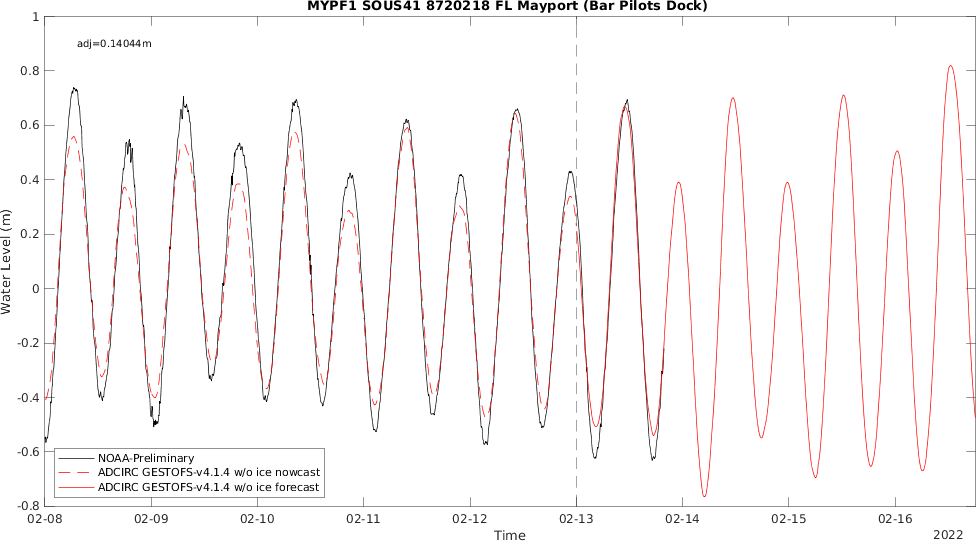 MYPF1 SOUS41 8720218 FL Mayport (Bar Pilots Dock)
adj=0.14044m
1
0.8
0.6
0.4
0.2
0
-0.2
-0.4
-0.6
-0.8
Water Level (m)
NOAA-Preliminary
ADCIRC GESTOFS-v4.1.4 w/o ice nowcast
ADCIRC GESTOFS-v4.1.4 w/o ice forecast
02-08 02-09 02-10 02-11 02-12 02-13 02-14 02-15 02-16
Time
2022